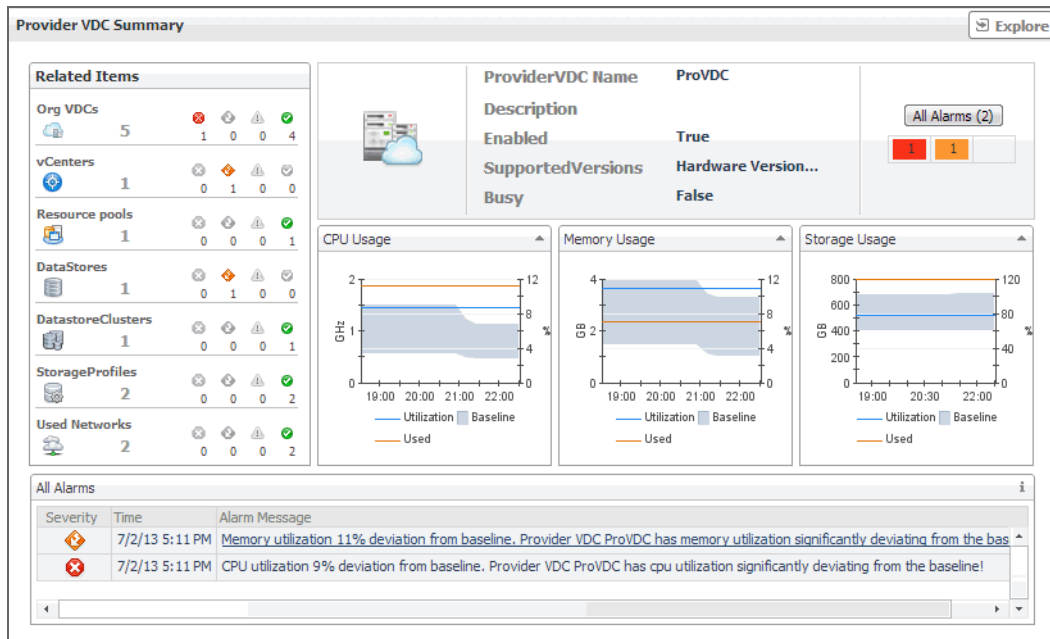 Provider VDC Summary
Explore
Related Items
Org VDCs
5
1 0 0 4
vCenters
1
0 1 0 0
Resource pools
1
0 0 0 1
DataStores
1
0 1 0 0
DatastoreClusters
1
0 0 0 1
StorageProfiles
2
0 0 0 2
Used Networks
2
0 0 0 2
ProviderVDC Name ProVDC
Description
Enabled True
SupportedVersions Hardware Version...
Busy False
All Alarms (2)
1 1
CPU Usage
2 12
8
GHz 1 %
4
0 0
19:00 20:00 21:00 22:00
Utilization Baseline
Used
Memory Usage
4 12
8
GB 2 %
4
0 0
19:00 20:00 21:00 22:00
Utilization Baseline
Used
Storage Usage
800 120
600
80
GB 400 %
40
200
0 0
19:00 20:30 22:00
Utilization Baseline
Used
All Alarms
i
Severity Time Alarm Message
7/2/13 5:11 PM Memory utilization 11% deviation from baseline. Provider VDC ProVDC has memory utilization significantly deviating from the bas
7/2/13 5:11 PM CPU utilization 9% deviation from baseline. Provider VDC ProVDC has cpu utilization significantly deviating from the baseline!